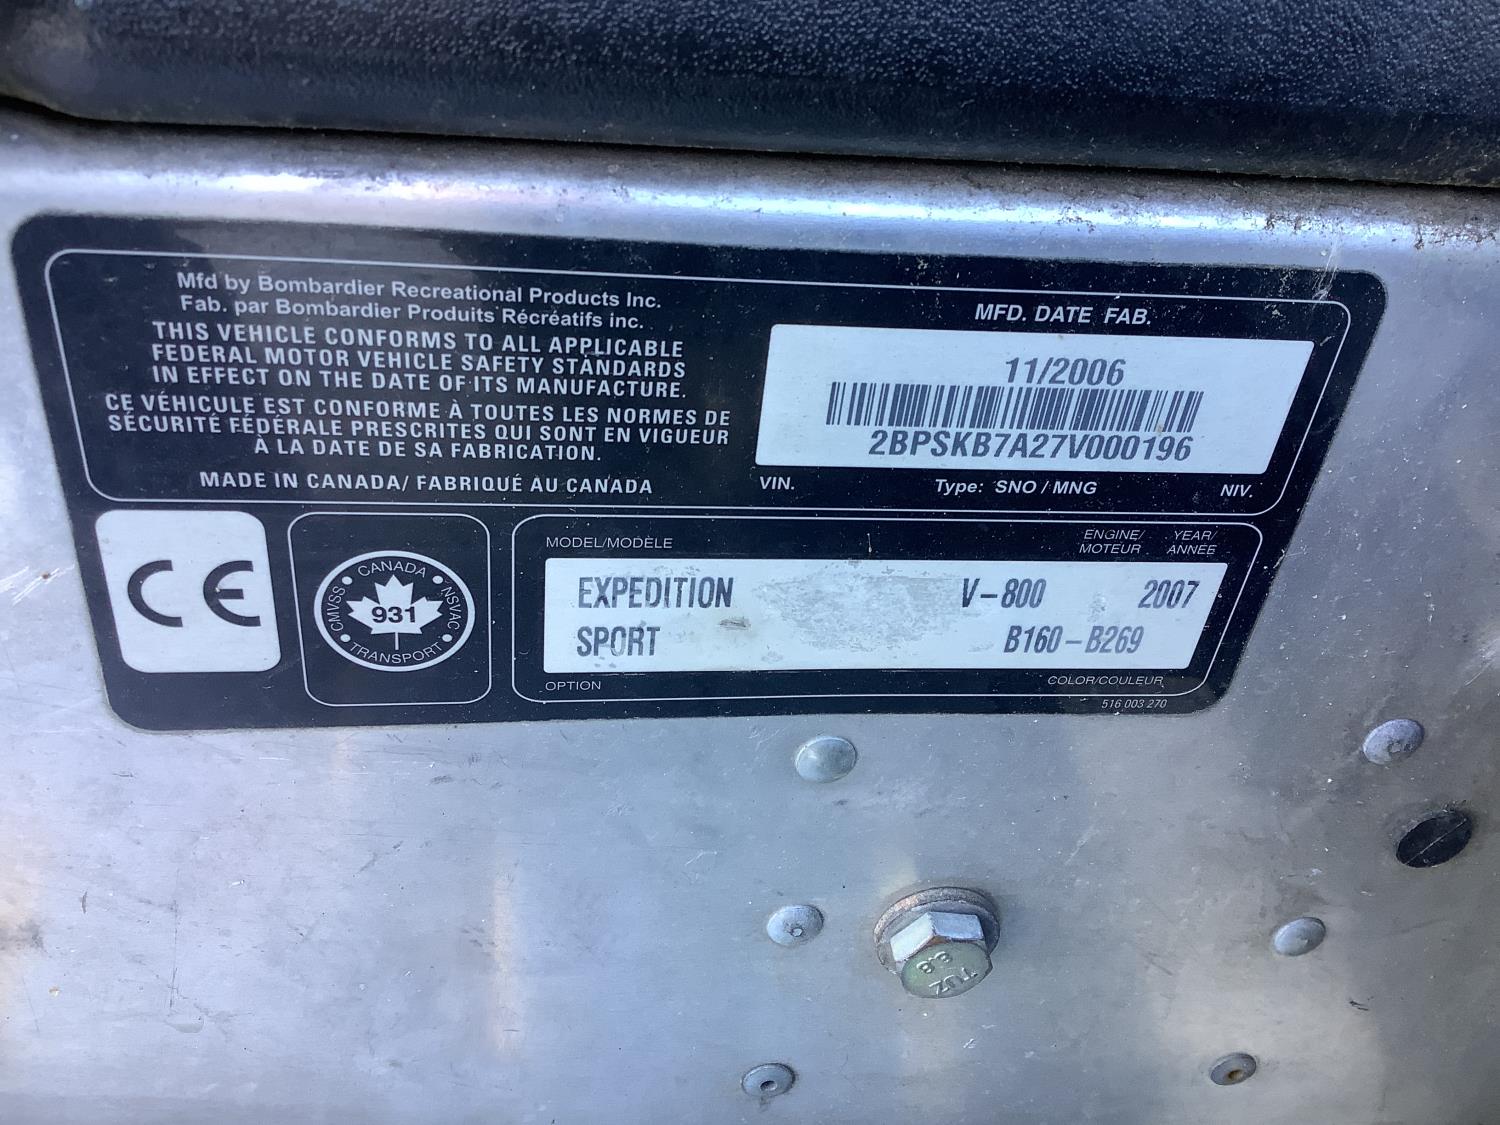 Mfd by Bombardier Recreational Products Inc.
Fab. par Bombardier Produits Récréatifs inc.
THIS VEHICLE CONFORMS TO ALL APPLICABLE
FEDERAL MOTOR VEHICLE SAFETY STANDARDS
IN EFFECT ON THE DATE OF ITS MANUFACTURE.
CE VÉHICULE EST CONFORME À TOUTES LES NORMES DE
SÉCURITÉ FÉDÉRALE PRESCRITES QUI SONT EN VIGUEUR
À LA DATE DE SA FABRICATION.
MADE IN CANADA/ FABRIQUÉ AU CANADA
MFD. DATE FAB.
11/2006
2BPSKB7A27V000196
VIN. Type: SNO / MNG NIV.
CE
CANADA
CMVSS 931 NSVAC
TRANSPORT
MODEL/MODÈLE ENGINE/ YEAR/
MOTEUR ANNÉE
EXPEDITION V-800 2007
SPORT B160-B269
OPTION COLOR/COULEUR
516 003 270
TUZ
8.8